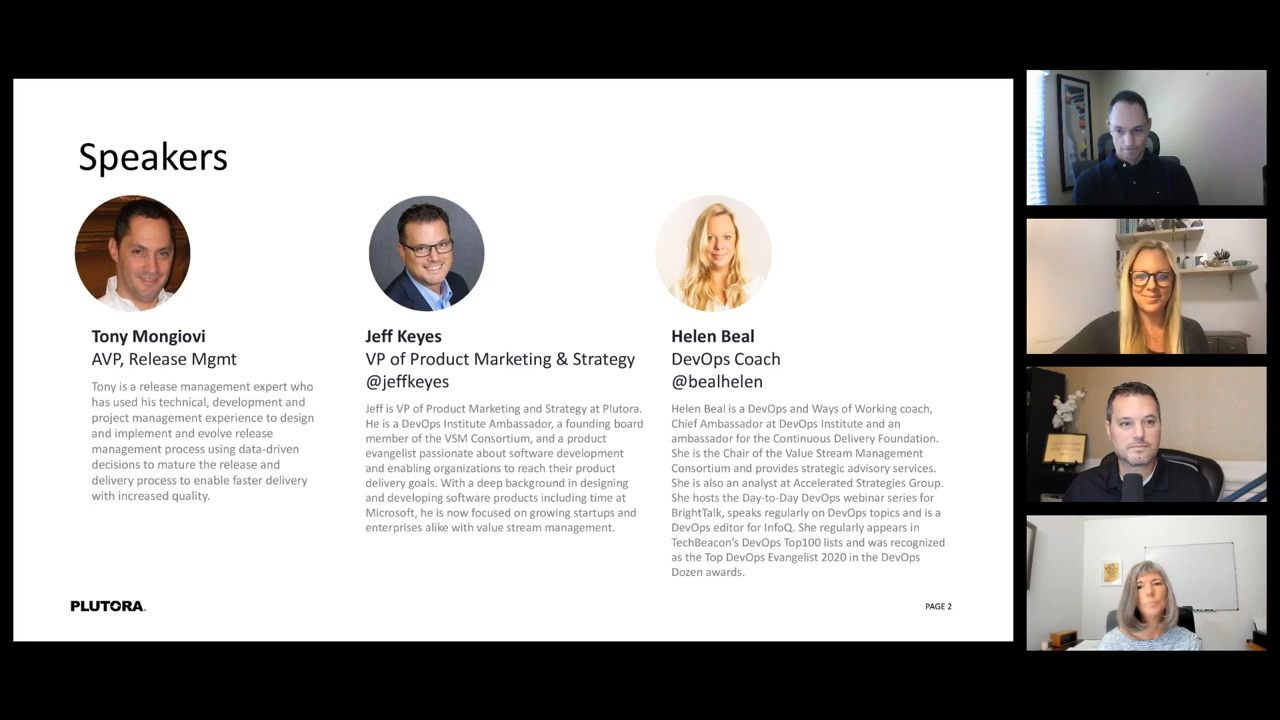 Speakers
Tony Mongiovi
AVP, Release Mgmt
Tony is a release management expert who
has used his technical, development and
project management experience to design
and implement and evolve release
management process using data-driven
decisions to mature the release and
delivery process to enable faster delivery
with increased quality.
Jeff Keyes
VP of Product Marketing & Strategy
@jeffkeyes
Jeff is VP of Product Marketing and Strategy at Plutora.
He is a DevOps Institute Ambassador, a founding board
member of the VSM Consortium, and a product
evangelist passionate about software development
and enabling organizations to reach their product
delivery goals. With a deep background in designing
and developing software products including time at
Microsoft, he is now focused on growing startups and
enterprises alike with value stream management.
Helen Beal
DevOps Coach
@bealhelen
Helen Beal is a DevOps and Ways of Working coach,
Chief Ambassador at DevOps Institute and an
ambassador for the Continuous Delivery Foundation.
She is the Chair of the Value Stream Management
Consortium and provides strategic advisory services.
She is also an analyst at Accelerated Strategies Group.
She hosts the Day-to-Day DevOps webinar series for
BrightTalk, speaks regularly on DevOps topics and is a
DevOps editor for InfoQ. She regularly appears in
TechBeacon's DevOps Top100 lists and was recognized
as the Top DevOps Evangelist 2020 in the DevOps
Dozen awards.
PLUTORA
PAGE 2